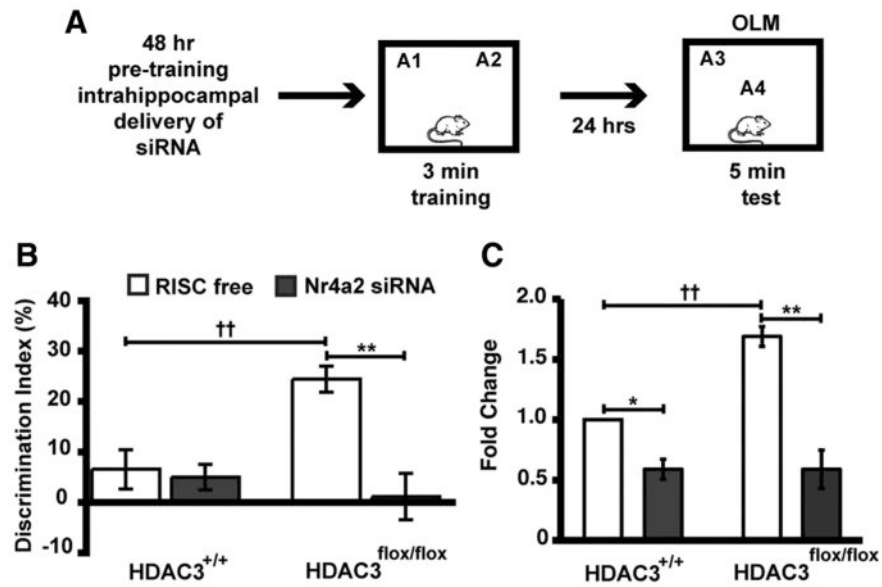 A
48 hr
pre-training
intrahippocampal
delivery of
siRNA
A1 A2
3 min
training
24 hrs
OLM
A3
A4
5 min
test
B
RISC free Nr4a2 siRNA
Discrimination Index (%)
40
30
20
10
0
-10
††
**
HDAC3+/+
HDAC3flox/flox
C
Fold Change
2.0
1.5
1.0
0.5
0
††
**
*
HDAC3+/+
HDAC3flox/flox